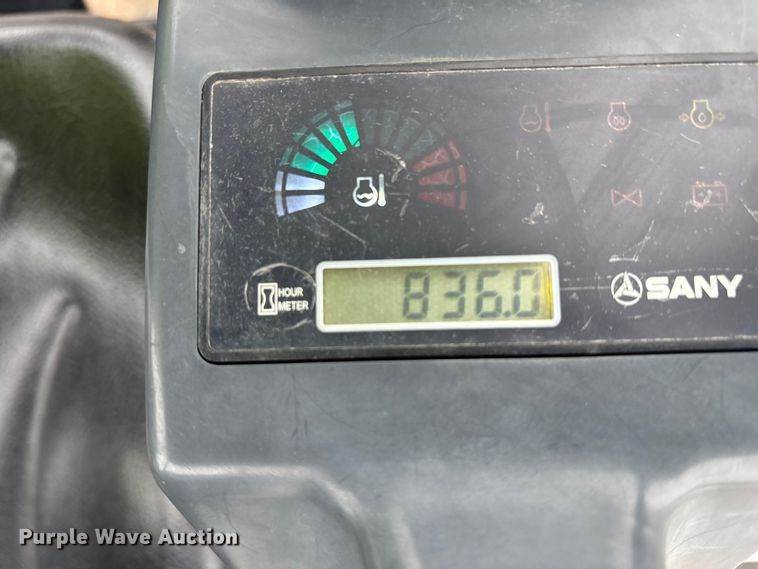 HOUR
METER
836.0
SANY
Purple Wave Auction